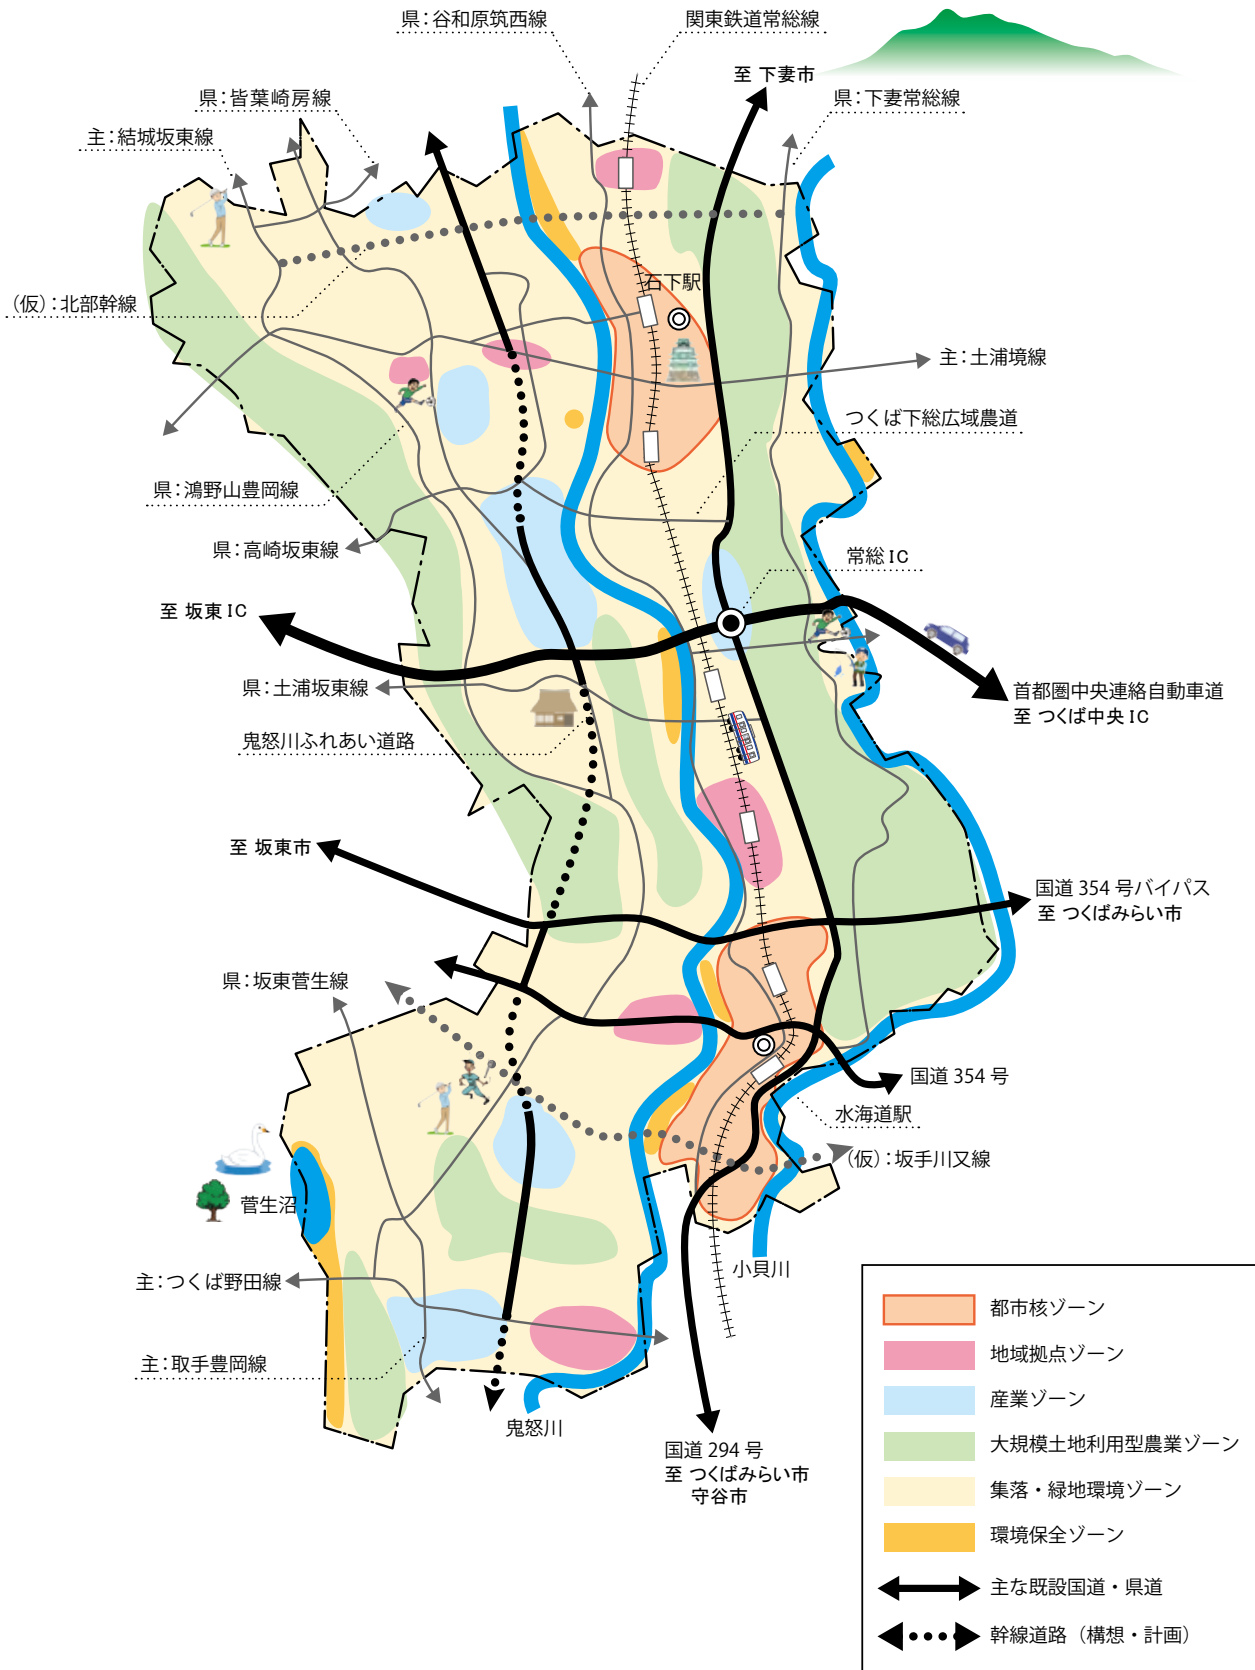 県：谷和原筑西線
関東鉄道常総線
至 下妻市
県：皆葉崎房線
県：下妻常総線
主：結城坂東線
石下駅
（仮）：北部幹線
主：土浦境線
つくば下総広域農道
県：鴻野山豊岡線
県：高崎坂東線
常総 IC
至 坂東 IC
県：土浦坂東線
首都圏中央連絡自動車道
至 つくば中央 IC
鬼怒川ふれあい道路
至 坂東市
国道 354 号バイパス
至 つくばみらい市
県：坂東菅生線
国道 354 号
水海道駅
（仮）：坂手川又線
菅生沼
小貝川
主：つくば野田線
主：取手豊岡線
鬼怒川
国道 294 号
至 つくばみらい市
守谷市
都市核ゾーン
地域拠点ゾーン
産業ゾーン
大規模土地利用型農業ゾーン
集落・緑地環境ゾーン
環境保全ゾーン
主な既設国道・県道
幹線道路（構想・計画）